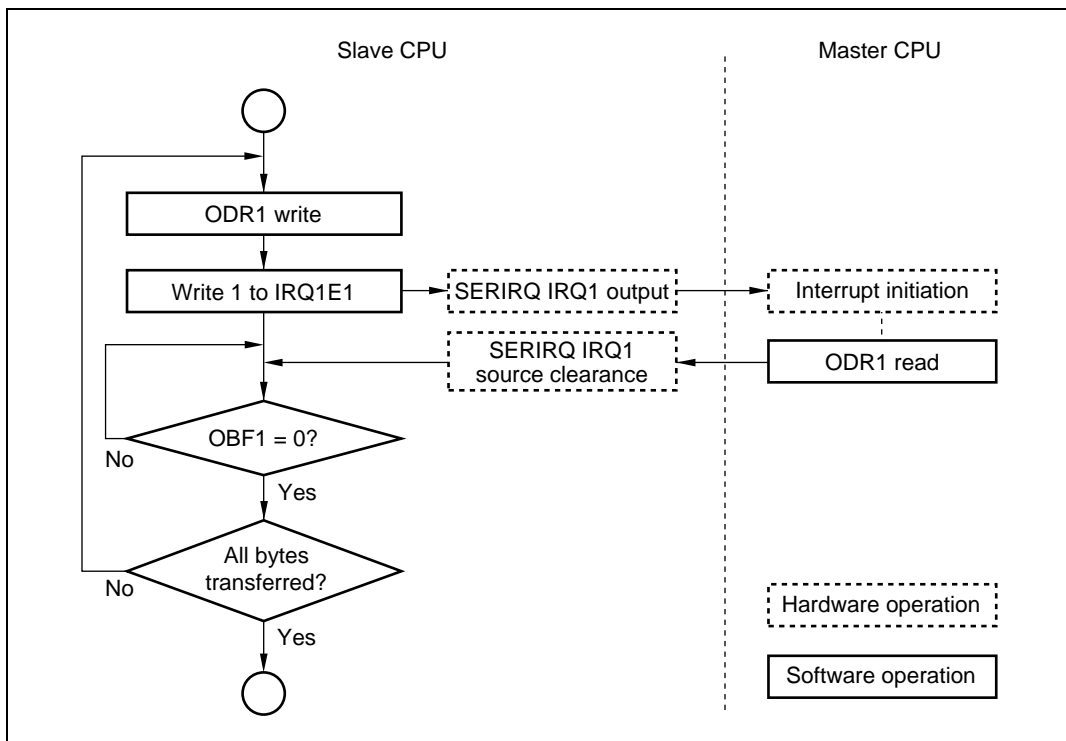 Slave CPU
Master CPU
ODR1 write
Write 1 to IRQ1E1
SERIRQ IRQ1 output
Interrupt initiation
SERIRQ IRQ1
source clearance
ODR1 read
OBF1 = 0?
No
Yes
All bytes
transferred?
No
Yes
Hardware operation
Software operation